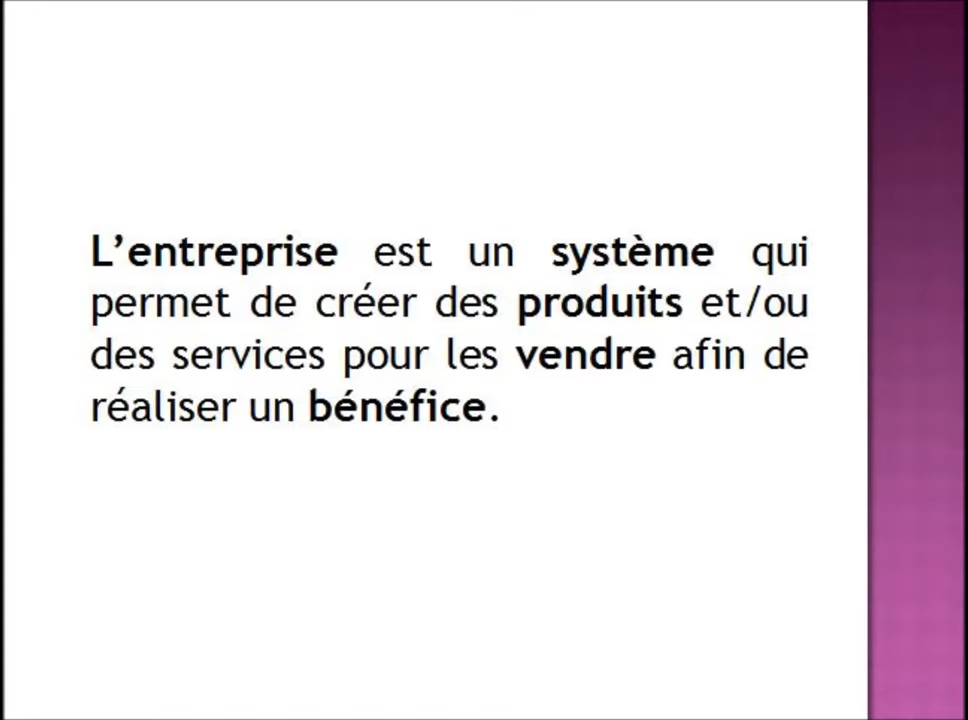 L’entreprise est un système qui
permet de créer des produits et/ou
des services pour les vendre afin de
réaliser un bénéfice.